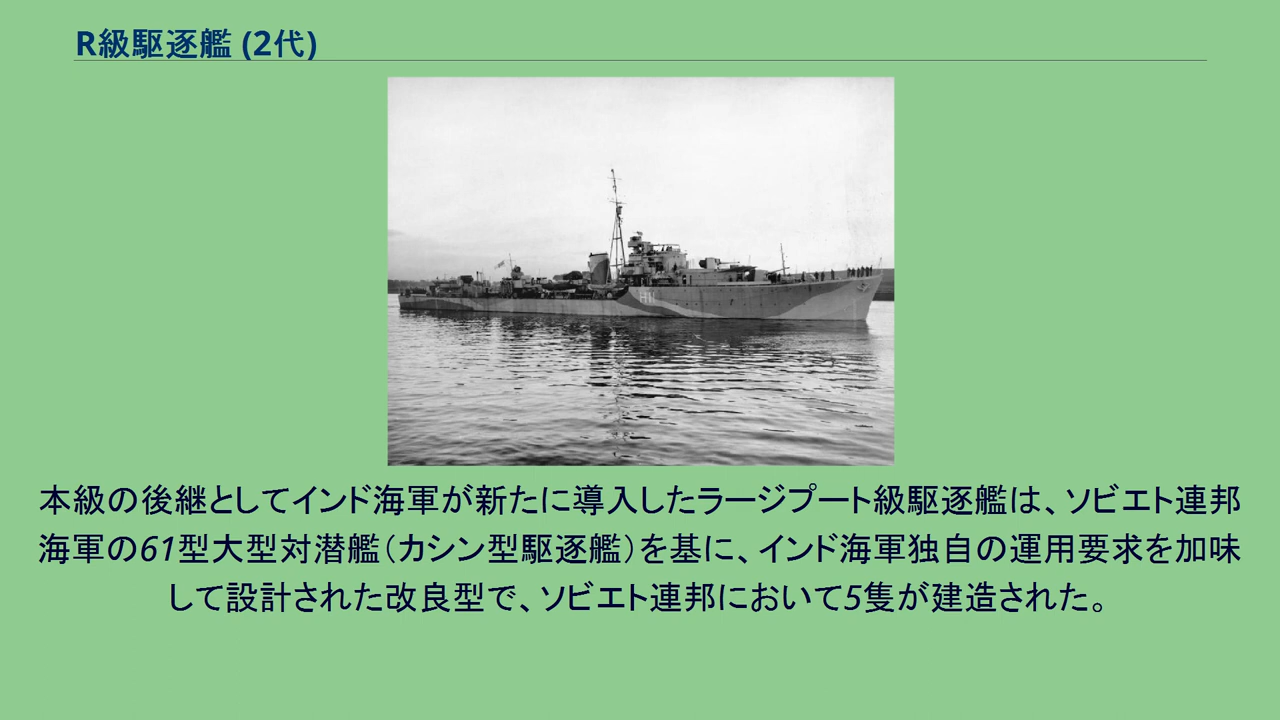 R級駆逐艦 (2代)
H11
本級の後継としてインド海軍が新たに導入したラージプート級駆逐艦は、ソビエト連邦
海軍の61型大型対潜艦（カシン型駆逐艦）を基に、インド海軍独自の運用要求を加味
して設計された改良型で、ソビエト連邦において5隻が建造された。